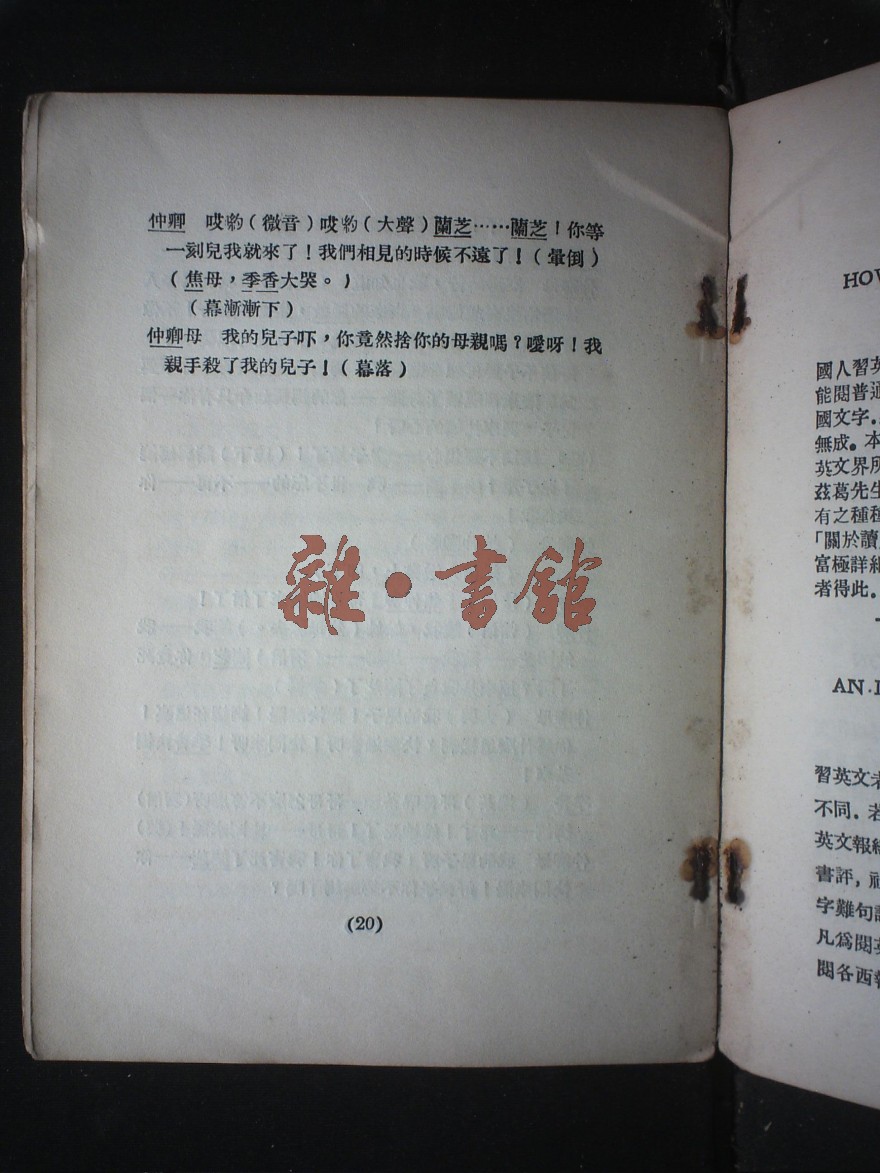 仲卿　哎喲（微音）哎喲（大聲）蘭芝……蘭芝！你等
一刻兒我就來了！我們相見的時候不遠了！（暈倒）
（焦母，季香大哭。）
（幕漸漸下）
仲卿母　我的兒子吓，你竟然捨你的母親嗎？噯呀！我
親手殺了我的兒子！（幕落）
雜·書館
(20)
HOW
國人習英
能閱普通
國文字.
無成。本
英文界所
茲葛先生
有之種種
「關於讀
富極詳細
者得此.
AN.I
習英文者
不同. 若
英文報紙
書評, 社
字難句
凡爲閱英
閱各西報